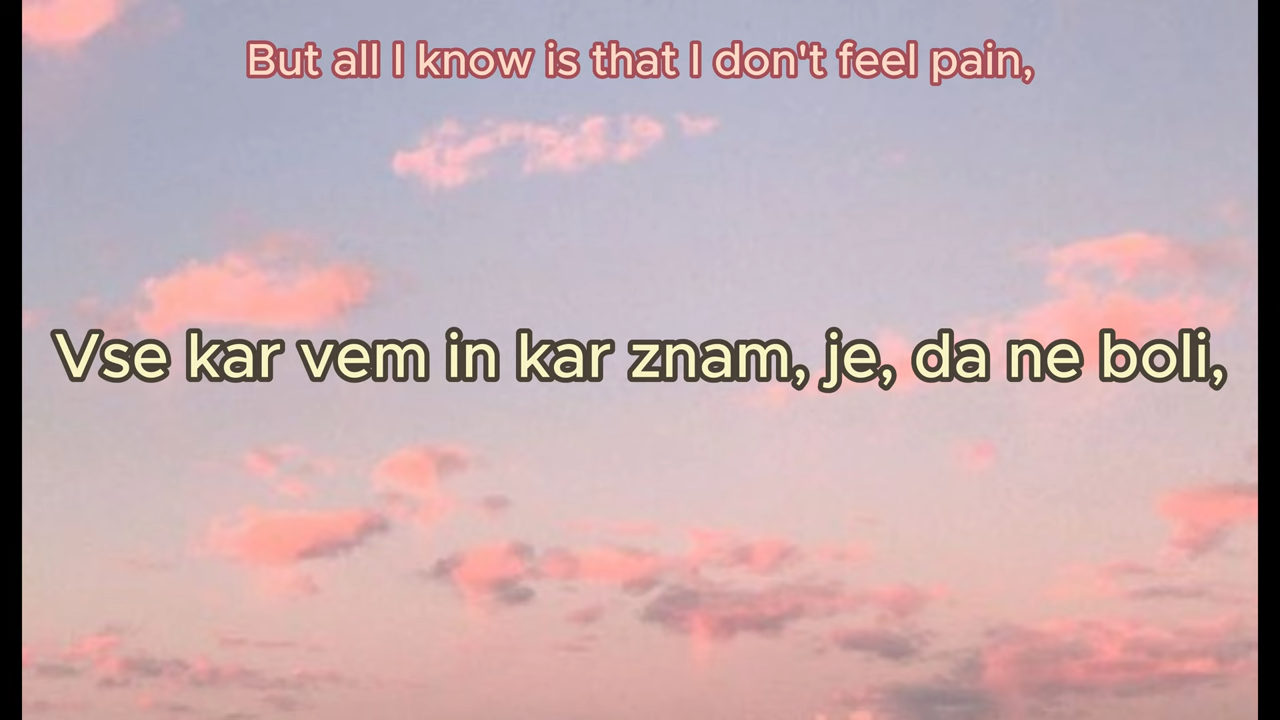 But all I know is that I don't feel pain,
Vse kar vem in kar znam, je, da ne boli,